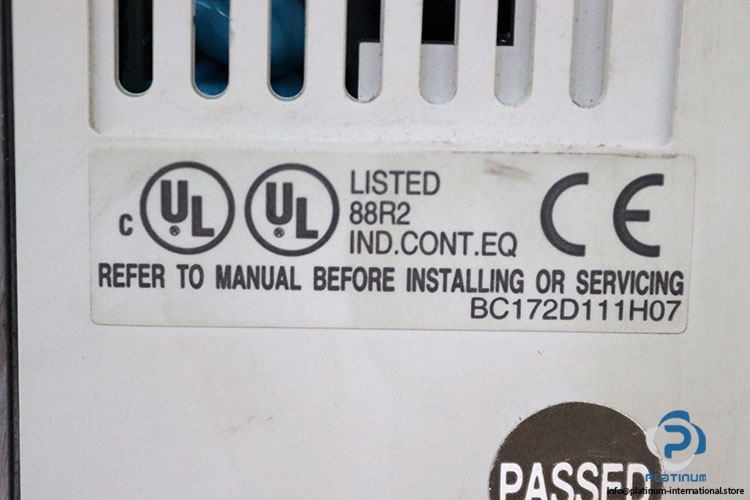 c UL® UL® LISTED
88R2
IND.CONT.EQ
CE
REFER TO MANUAL BEFORE INSTALLING OR SERVICING
BC172D111H07
PASSED
PLATINUM
info@platinum-international.store